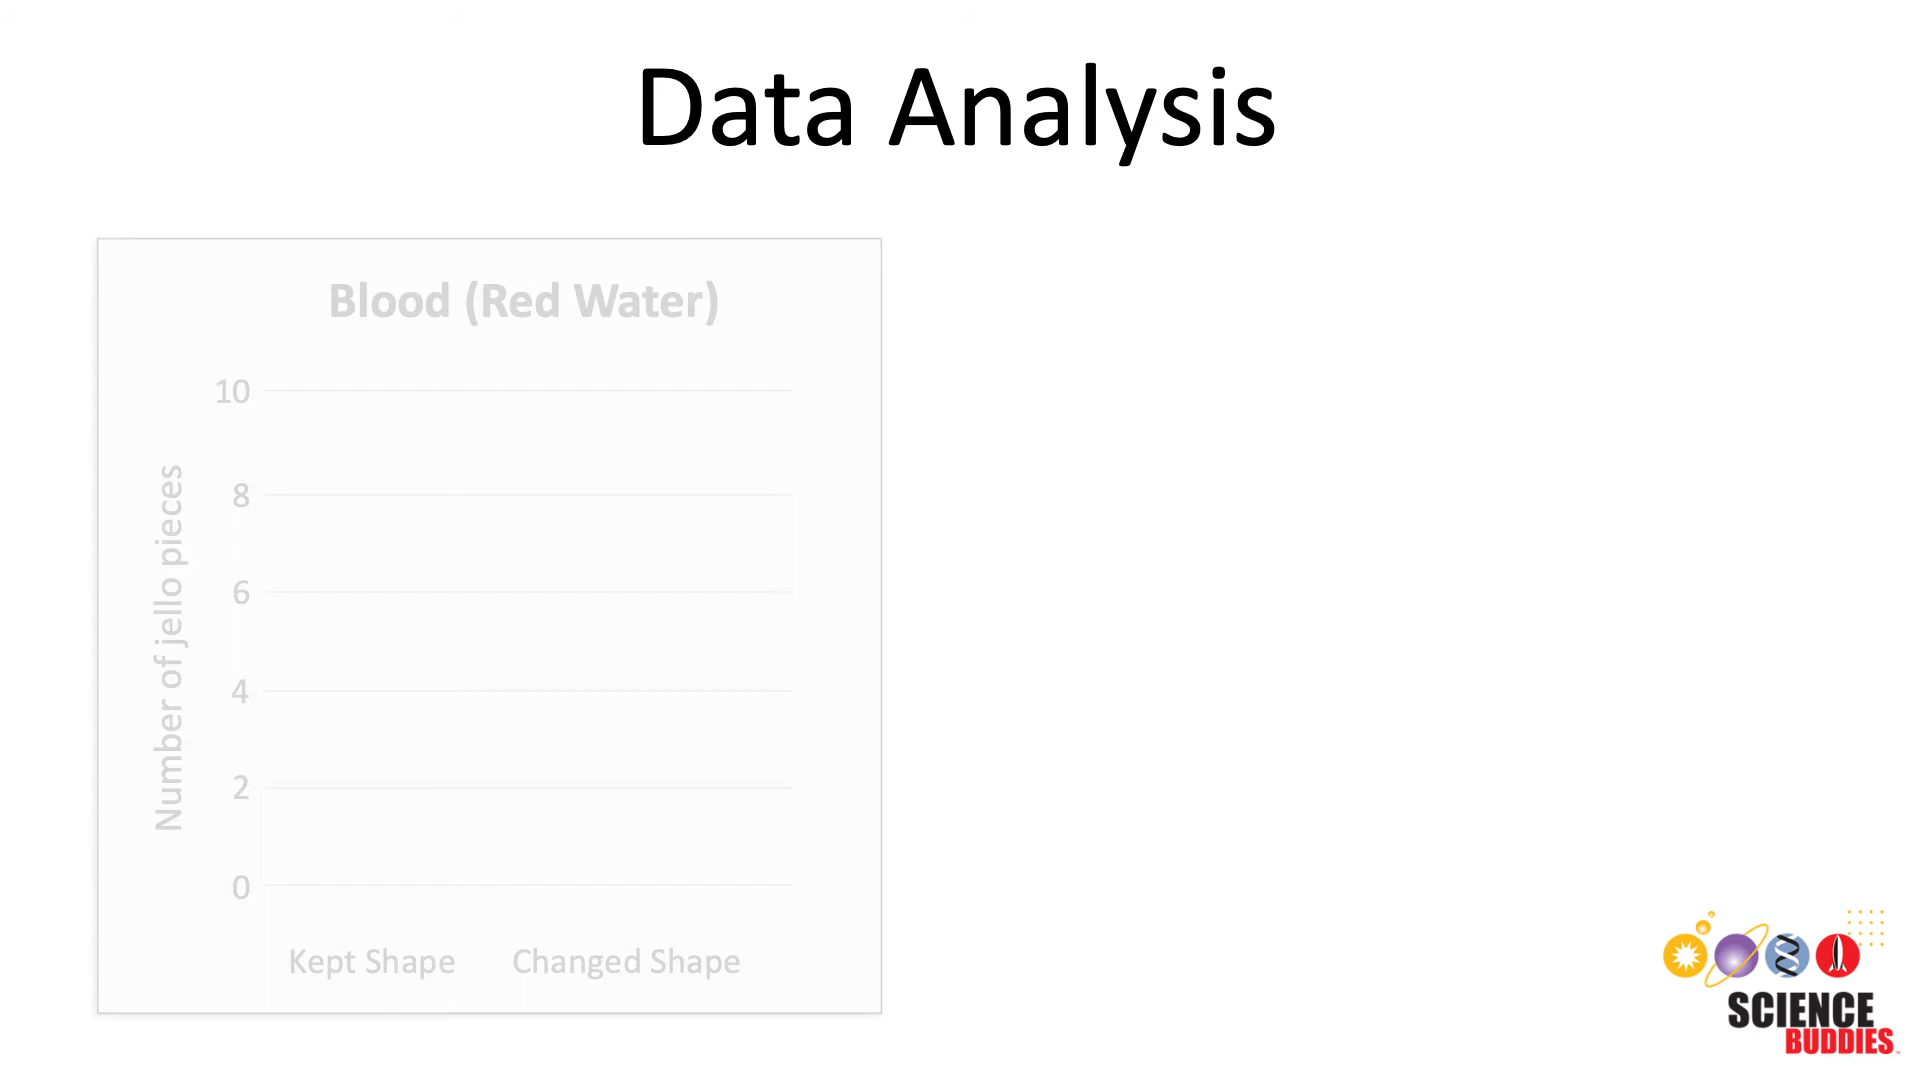 Data Analysis
Blood (Red Water)
10
8
6
4
2
0
Number of jello pieces
Kept Shape
Changed Shape
SCIENCE
BUDDIES